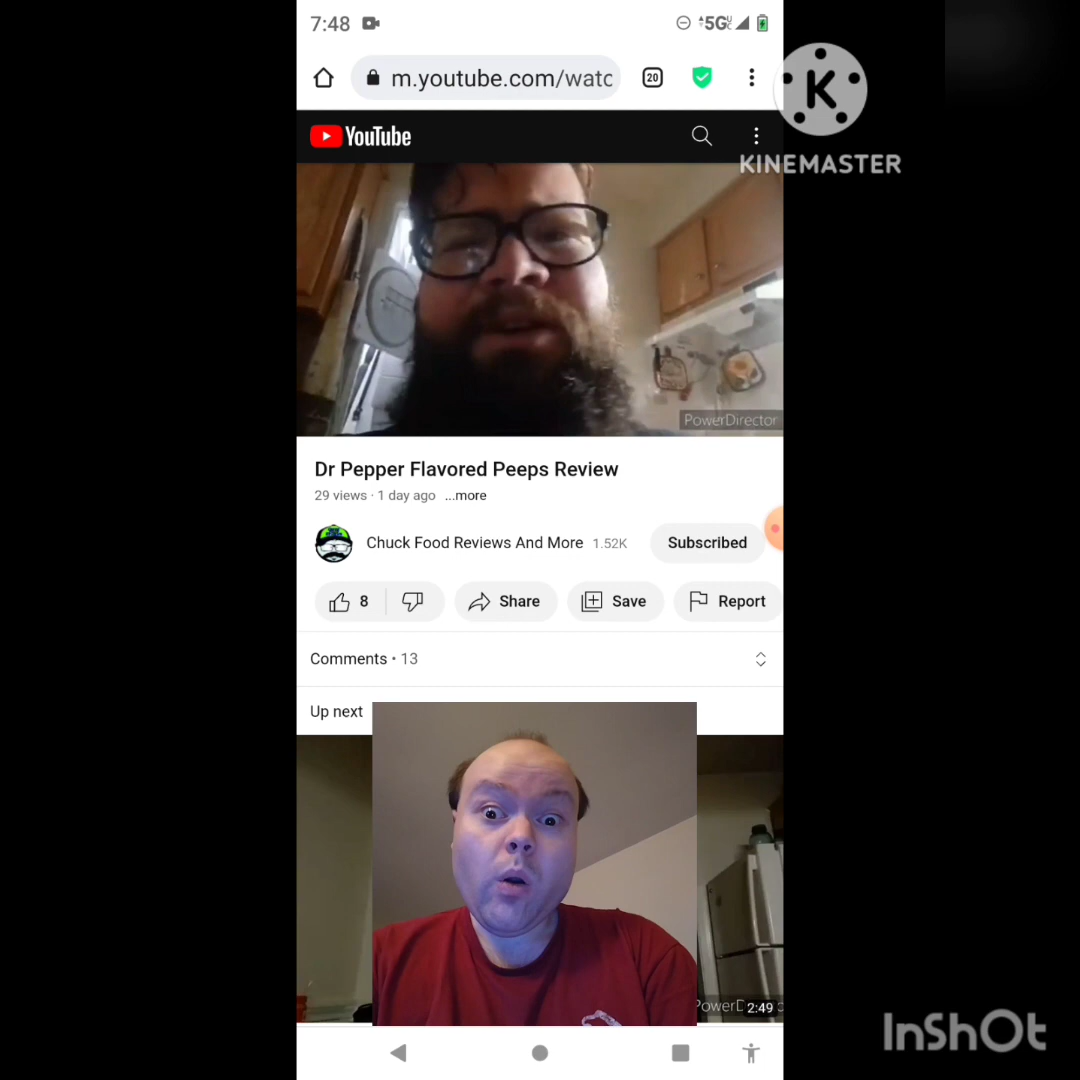 7:48
5G
m.youtube.com/watc
20
K
KINEMASTER
YouTube
PowerDirector
Dr Pepper Flavored Peeps Review
29 views · 1 day ago ...more
Chuck Food Reviews And More 1.52K
Subscribed
8
Share
Save
Report
Comments • 13
Up next
2:49
InShOt